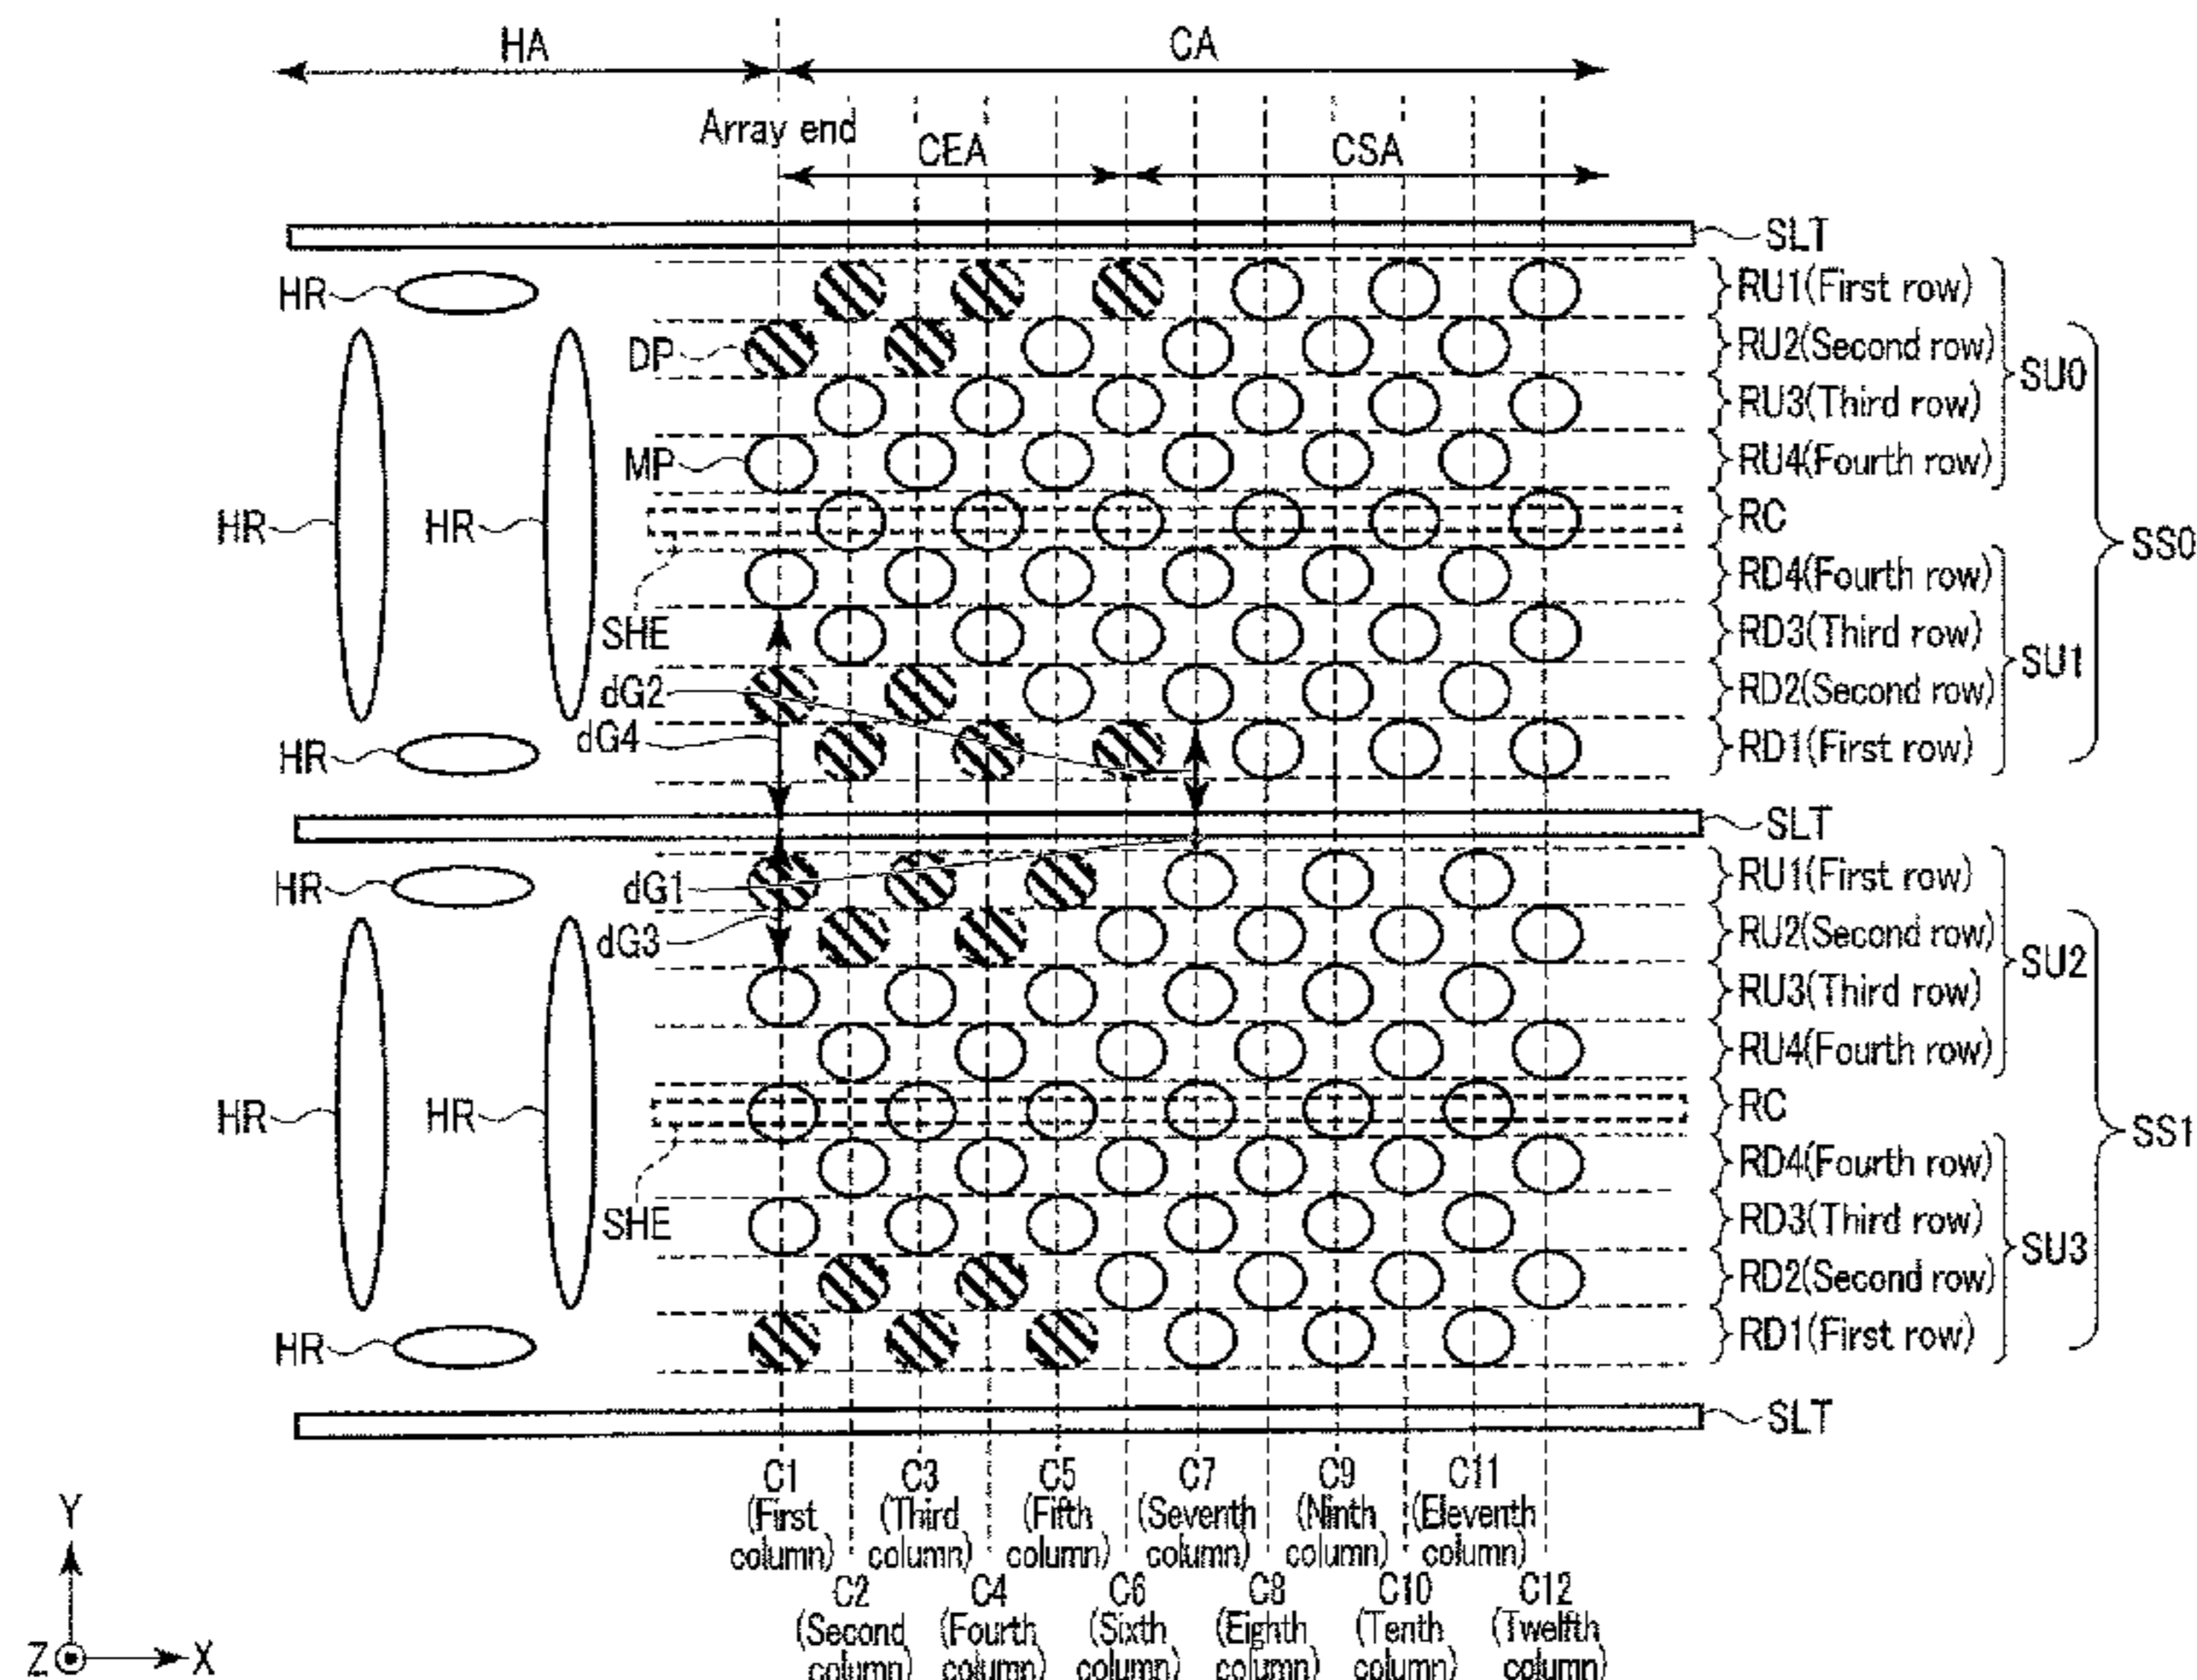 HA
CA
Array end
CEA
CSA
SLT
HR
RU1(First row)
DP
RU2(Second row)
SU0
RU3(Third row)
MP
RU4(Fourth row)
HR
HR
RC
SS0
RD4(Fourth row)
SHE
RD3(Third row)
SU1
dG2
RD2(Second row)
dG4
HR
RD1(First row)
SLT
HR
dG1
RU1(First row)
dG3
RU2(Second row)
SU2
RU3(Third row)
RU4(Fourth row)
HR
HR
RC
SS1
RD4(Fourth row)
SHE
RD3(Third row)
SU3
RD2(Second row)
HR
RD1(First row)
SLT
C1
(First
column)
C3
(Third
column)
C5
(Fifth
column)
C7
(Seventh
column)
C9
(Ninth
column)
C11
(Eleventh
column)
C2
(Second
column)
C4
(Fourth
column)
C6
(Sixth
column)
C8
(Eighth
column)
C10
(Tenth
column)
C12
(Twelfth
column)
Y
Z
X